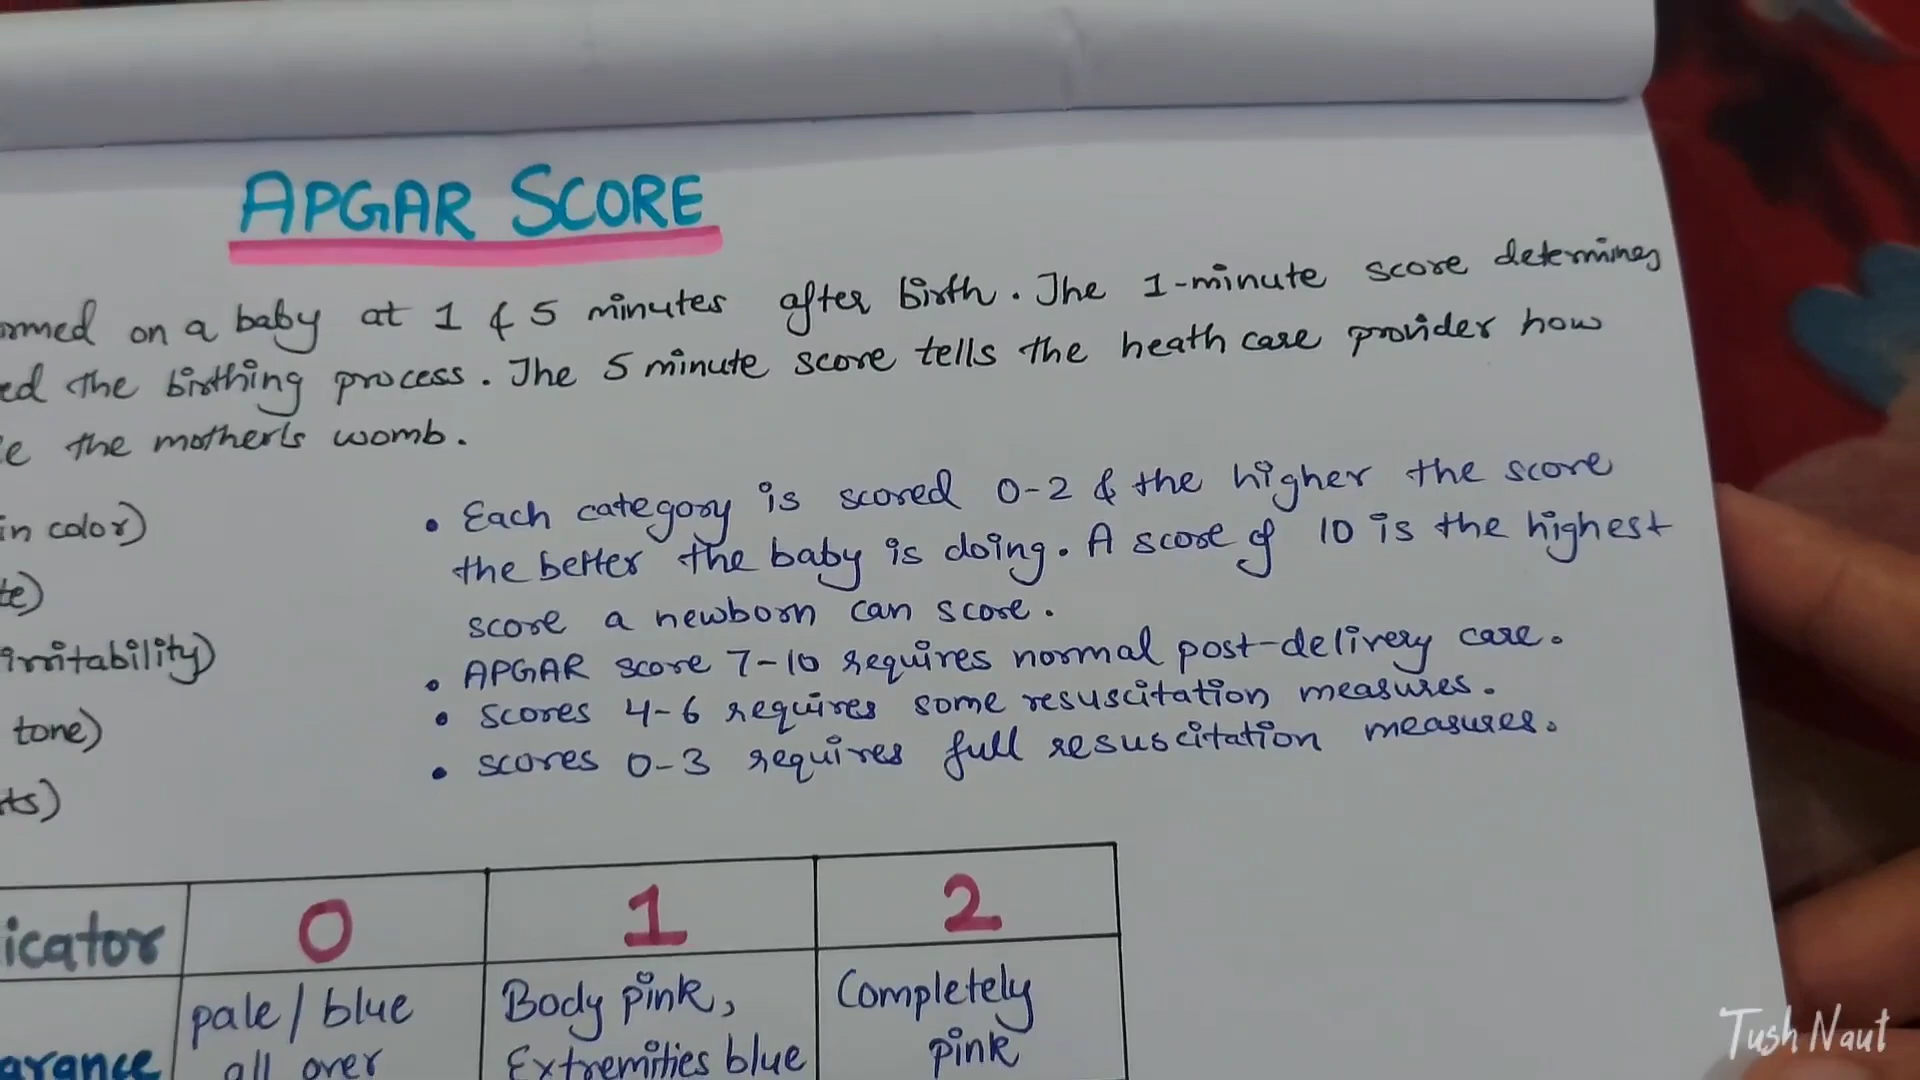 APGAR SCORE
ormed on a baby at 1 & 5 minutes after birth. The 1-minute score determines
ed the birthing process. The 5 minute score tells the heath care provider how
e the mother's womb.
in color)
te)
irritability)
tone)
ts)
• Each category is scored 0-2 & the higher the score
the better the baby is doing. A score of 10 is the highest
score a newborn can score.
• APGAR score 7-10 requires normal post-delivery care.
• scores 4-6 requires some resuscitation measures.
• scores 0-3 requires full resuscitation measures.
icator 0 1 2
arance pale/blue all over Body pink, Extremities blue Completely pink
Tush Naut